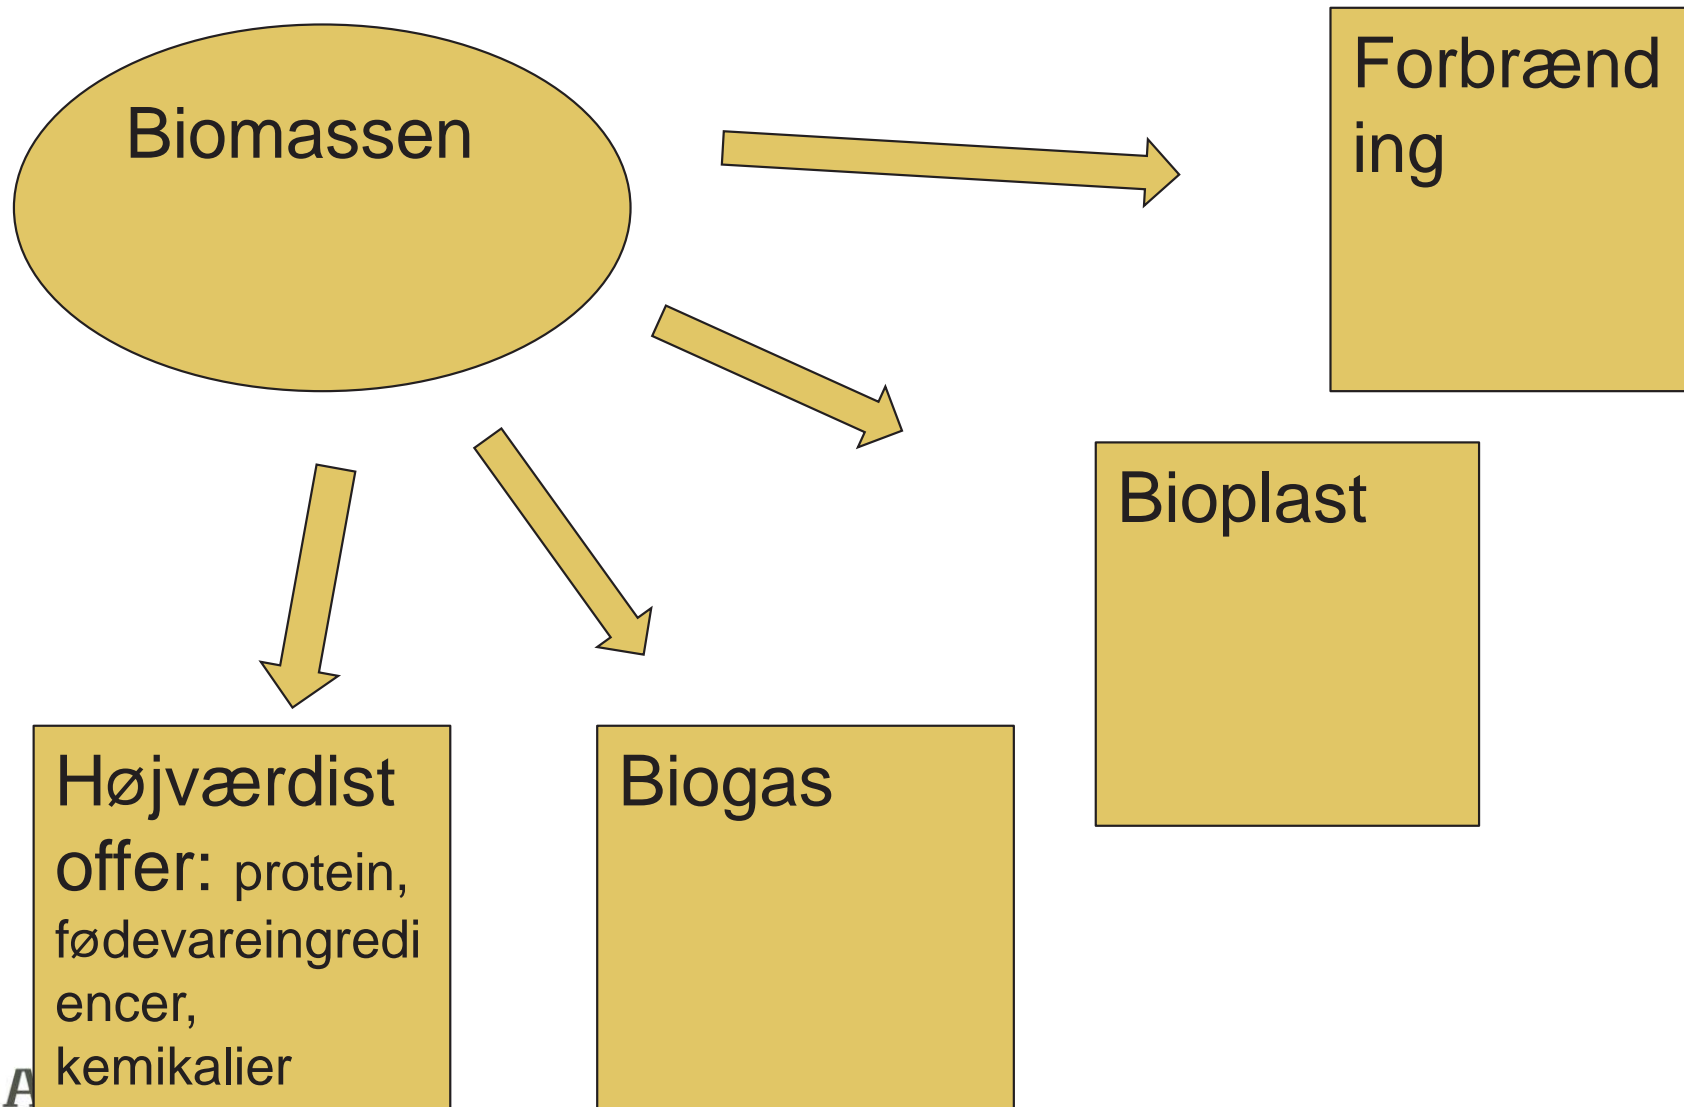 Biomassen
Forbrænd
ing
Bioplast
Højværdist
offer: protein,
fødevareingredi
encer,
kemikalier
Biogas
A